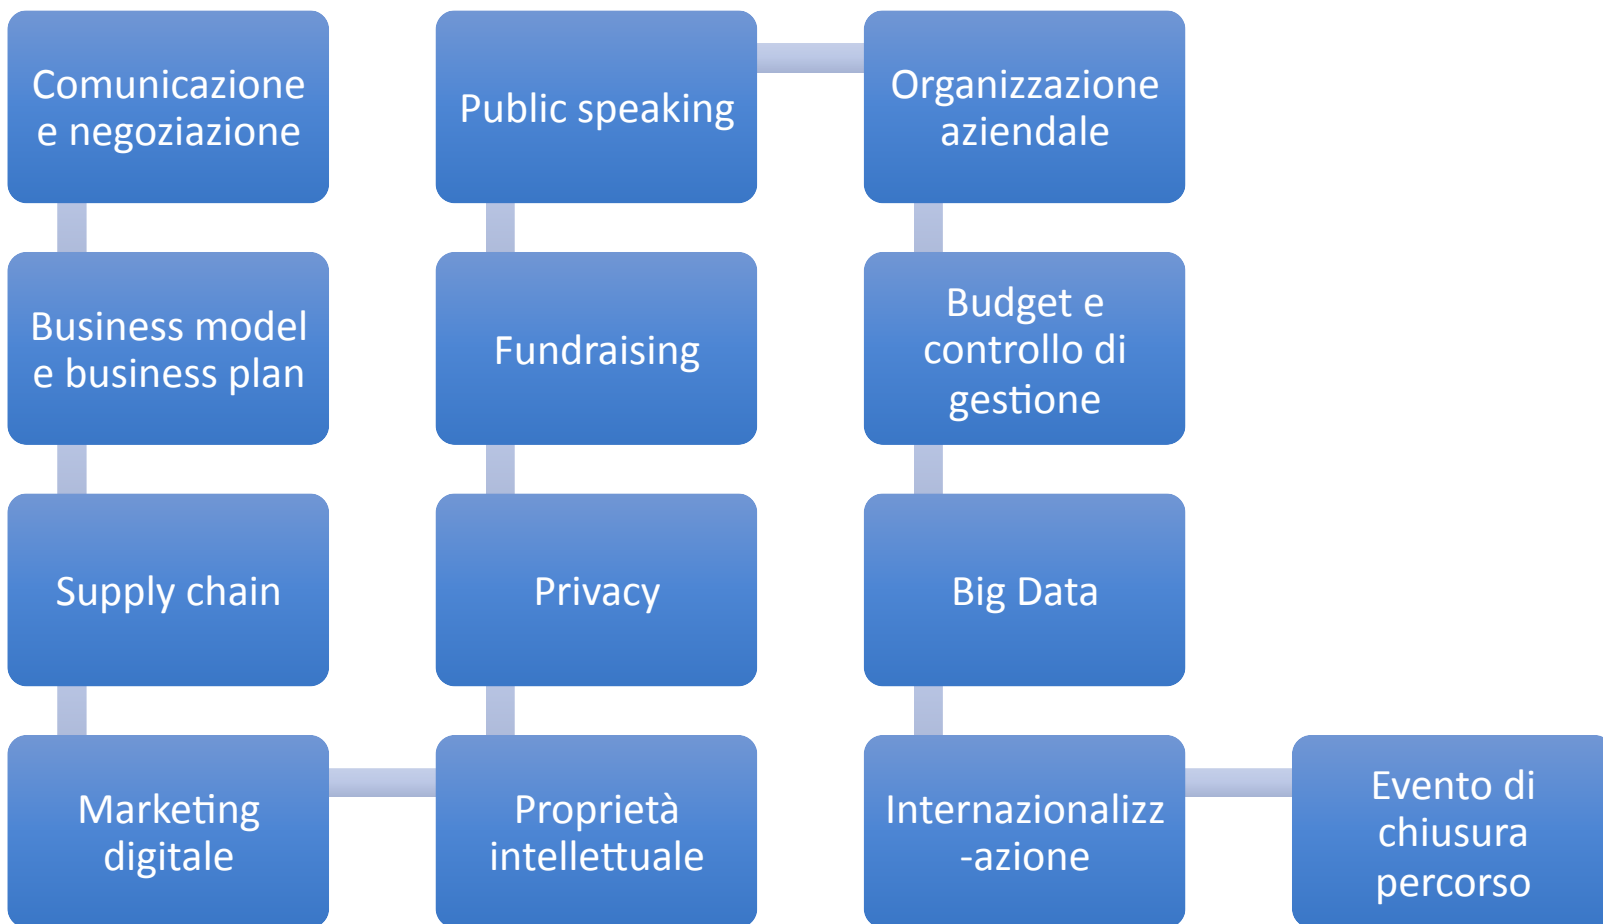 Comunicazione
e negoziazione
Business model
e business plan
Supply chain
Marketing
digitale
Proprietà
intellettuale
Privacy
Fundraising
Public speaking
Organizzazione
aziendale
Budget e
controllo di
gestione
Big Data
Internazionalizz
-azione
Evento di
chiusura
percorso